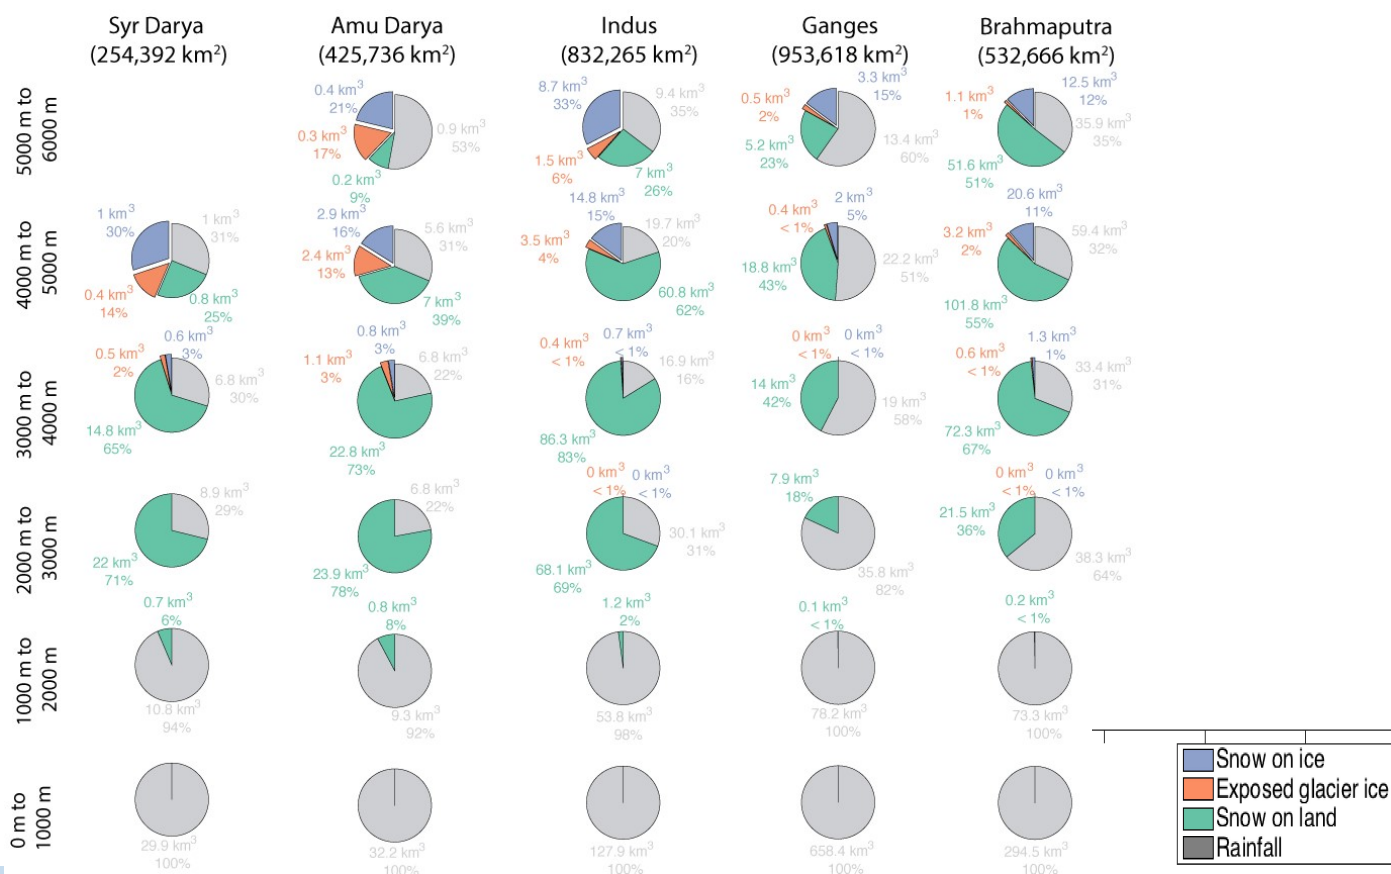 Syr Darya
(254,392 km²)
Amu Darya
(425,736 km²)
Indus
(832,265 km²)
Ganges
(953,618 km²)
Brahmaputra
(532,666 km²)
5000 m to
6000 m
0.4 km³
21%
0.3 km³
17%
0.2 km³
9%
0.9 km³
53%
8.7 km³
33%
1.5 km³
6%
7 km³
26%
9.4 km³
35%
3.3 km³
15%
0.5 km³
2%
5.2 km³
23%
13.4 km³
60%
12.5 km³
12%
1.1 km³
1%
51.6 km³
51%
35.9 km³
35%
4000 m to
5000 m
1 km³
30%
0.4 km³
14%
0.8 km³
25%
1 km³
31%
2.9 km³
16%
2.4 km³
13%
7 km³
39%
5.6 km³
31%
14.8 km³
15%
3.5 km³
4%
60.8 km³
62%
19.7 km³
20%
2 km³
5%
0.4 km³
< 1%
18.8 km³
43%
22.2 km³
51%
20.6 km³
11%
3.2 km³
2%
101.8 km³
55%
59.4 km³
32%
3000 m to
4000 m
0.6 km³
3%
0.5 km³
2%
14.8 km³
65%
6.8 km³
30%
0.8 km³
3%
1.1 km³
3%
22.8 km³
73%
6.8 km³
22%
0.7 km³
< 1%
0.4 km³
< 1%
86.3 km³
83%
16.9 km³
16%
0 km³
< 1%
0 km³
< 1%
14 km³
42%
19 km³
58%
1.3 km³
1%
0.6 km³
< 1%
72.3 km³
67%
33.4 km³
31%
2000 m to
3000 m
22 km³
71%
8.9 km³
29%
23.9 km³
78%
6.8 km³
22%
0 km³
< 1%
0 km³
< 1%
68.1 km³
69%
30.1 km³
31%
7.9 km³
18%
35.8 km³
82%
0 km³
< 1%
0 km³
< 1%
21.5 km³
36%
38.3 km³
64%
1000 m to
2000 m
0.7 km³
6%
10.8 km³
94%
0.8 km³
8%
9.3 km³
92%
1.2 km³
2%
53.8 km³
98%
0.1 km³
< 1%
78.2 km³
100%
0.2 km³
< 1%
73.3 km³
100%
0 m to
1000 m
29.9 km³
100%
32.2 km³
100%
127.9 km³
100%
658.4 km³
100%
294.5 km³
100%
Snow on ice
Exposed glacier ice
Snow on land
Rainfall